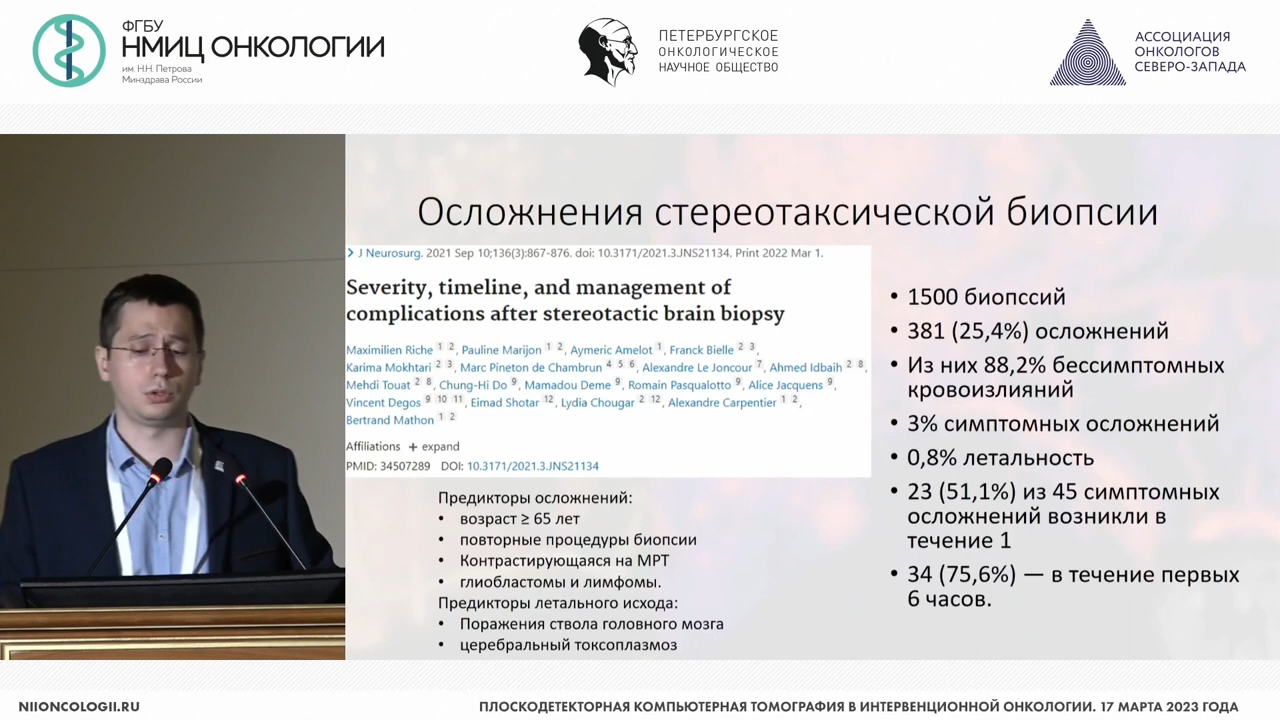 ФГБУ
НМИЦ ОНКОЛОГИИ
им. Н.Н. Петрова
Минздрава России
ПЕТЕРБУРГСКОЕ
ОНКОЛОГИЧЕСКОЕ
НАУЧНОЕ ОБЩЕСТВО
АССОЦИАЦИЯ
ОНКОЛОГОВ
СЕВЕРО-ЗАПАДА
Осложнения стереотаксической биопсии
J Neurosurg. 2021 Sep 10;136(3):867-876. doi: 10.3171/2021.3.JNS21134. Print 2022 Mar 1.
Severity, timeline, and management of
complications after stereotactic brain biopsy
Maximilien Riche 1 2, Pauline Marijon 1 2, Aymeric Amelot 1, Franck Bielle 2 3,
Karima Mokhtari 2 3, Marc Pineton de Chambrun 4 5 6, Alexandre Le Joncour 7, Ahmed Idbaih 2 8,
Mehdi Touat 2 8, Chung-Hi Do 9, Mamadou Deme 9, Romain Pasqualotto 9, Alice Jacquens 9,
Vincent Degos 9 10 11, Eimad Shotar 12, Lydia Chougar 2 12, Alexandre Carpentier 1 2,
Bertrand Mathon 1 2
Affiliations + expand
PMID: 34507289 DOI: 10.3171/2021.3.JNS21134
Предикторы осложнений:
• возраст ≥ 65 лет
• повторные процедуры биопсии
• Контрастирующаяся на МРТ
• глиобластомы и лимфомы.
Предикторы летального исхода:
• Поражения ствола головного мозга
• церебральный токсоплазмоз
• 1500 биопссий
• 381 (25,4%) осложнений
• Из них 88,2% бессимптомных
кровоизлияний
• 3% симптомных осложнений
• 0,8% летальность
• 23 (51,1%) из 45 симптомных
осложнений возникли в
течение 1
• 34 (75,6%) — в течение первых
6 часов.
NIIONCOLOGII.RU
ПЛОСКОДЕТЕКТОРНАЯ КОМПЬЮТЕРНАЯ ТОМОГРАФИЯ В ИНТЕРВЕНЦИОННОЙ ОНКОЛОГИИ. 17 МАРТА 2023 ГОДА